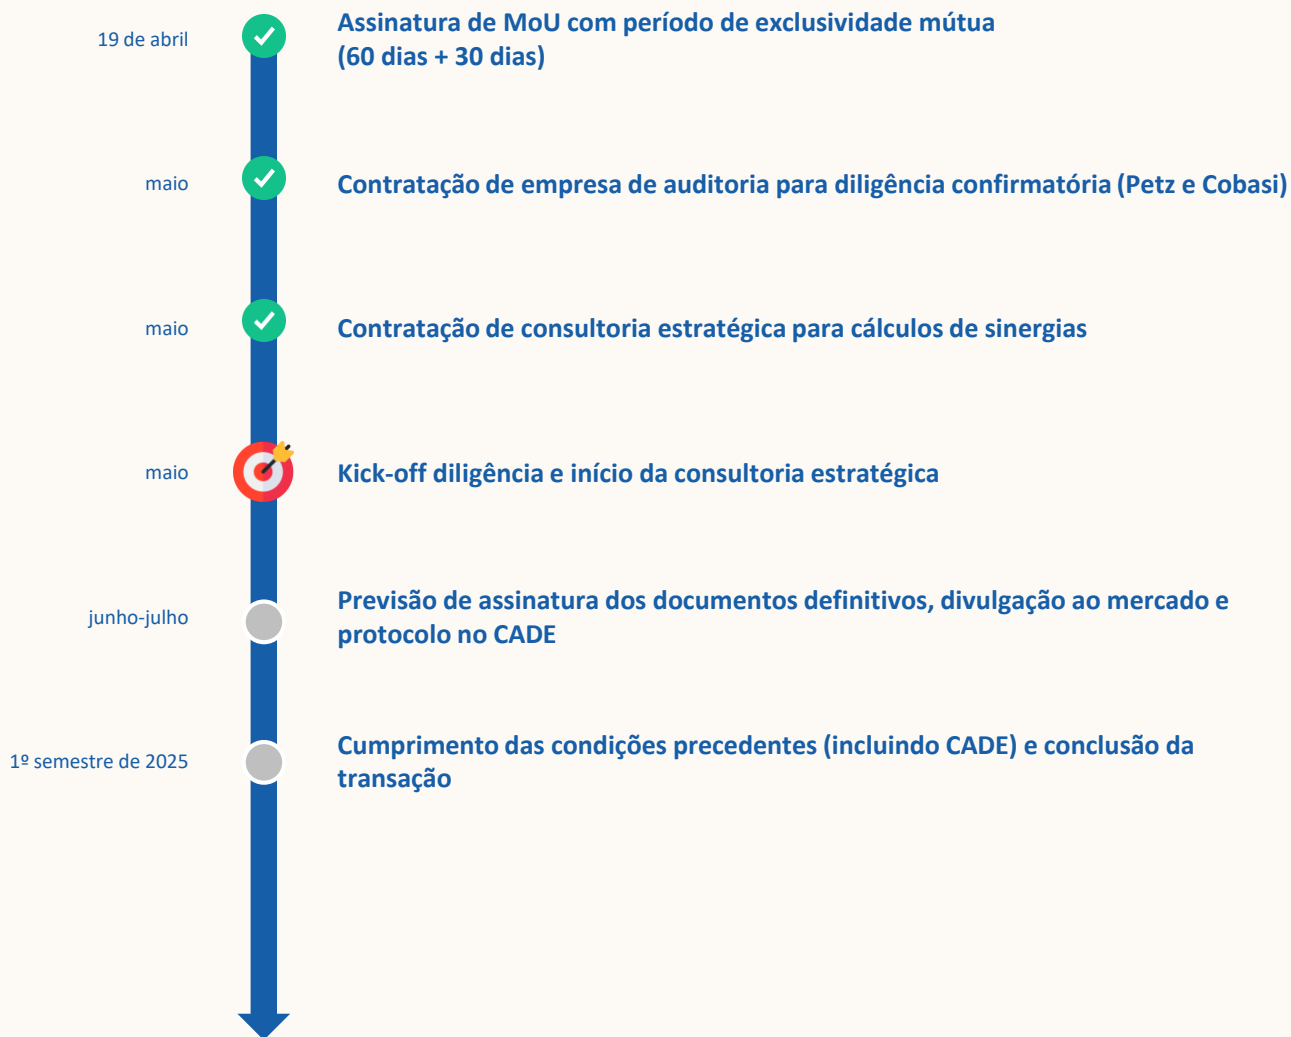 19 de abril
Assinatura de MoU com período de exclusividade mútua
(60 dias + 30 dias)
maio
Contratação de empresa de auditoria para diligência confirmatória (Petz e Cobasi)
maio
Contratação de consultoria estratégica para cálculos de sinergias
maio
Kick-off diligência e início da consultoria estratégica
junho-julho
Previsão de assinatura dos documentos definitivos, divulgação ao mercado e
protocolo no CADE
1º semestre de 2025
Cumprimento das condições precedentes (incluindo CADE) e conclusão da
transação